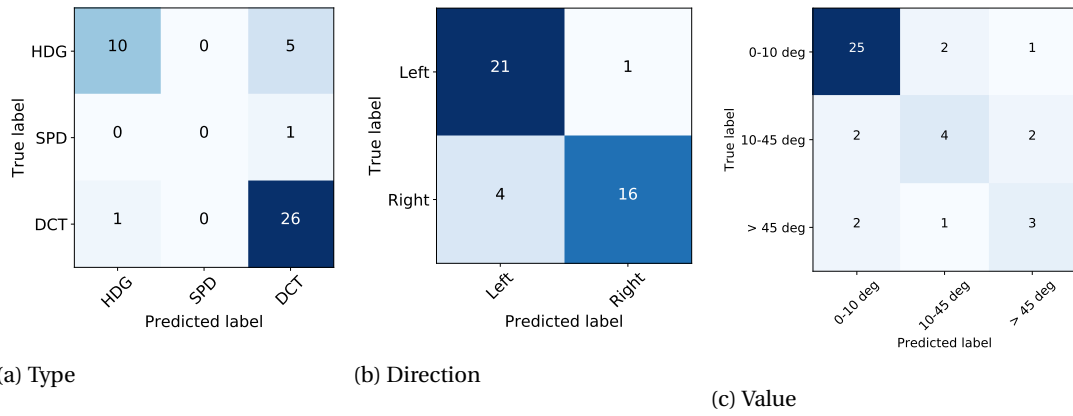 HDG
SPD
DCT
True label
10 0 5
0 0 1
1 0 26
HDG SPD DCT
Predicted label
(a) Type
Left
Right
True label
21 1
4 16
Left Right
Predicted label
(b) Direction
0-10 deg
10-45 deg
> 45 deg
True label
25 2 1
2 4 2
2 1 3
0-10 deg 10-45 deg > 45 deg
Predicted label
(c) Value